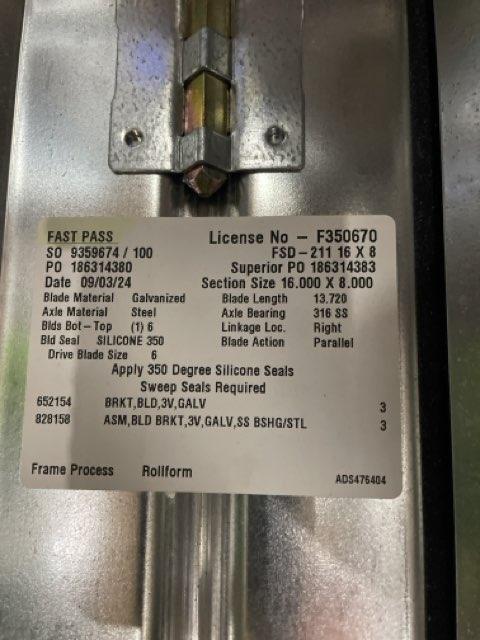 FAST PASS License No - F350670
SO 9359674 / 100 FSD-211 16 X 8
PO 186314380 Superior PO 186314383
Date 09/03/24 Section Size 16.000 X 8.000
Blade Material Galvanized Blade Length 13.720
Axle Material Steel Axle Bearing 316 SS
Blds Bot-Top (1) 6 Linkage Loc. Right
Bld Seal SILICONE 350 Blade Action Parallel
Drive Blade Size 6
Apply 350 Degree Silicone Seals
Sweep Seals Required
652154 BRKT,BLD,3V,GALV 3
828158 ASM,BLD BRKT,3V,GALV,SS BSHG/STL 3
Frame Process Rollform ADS476404